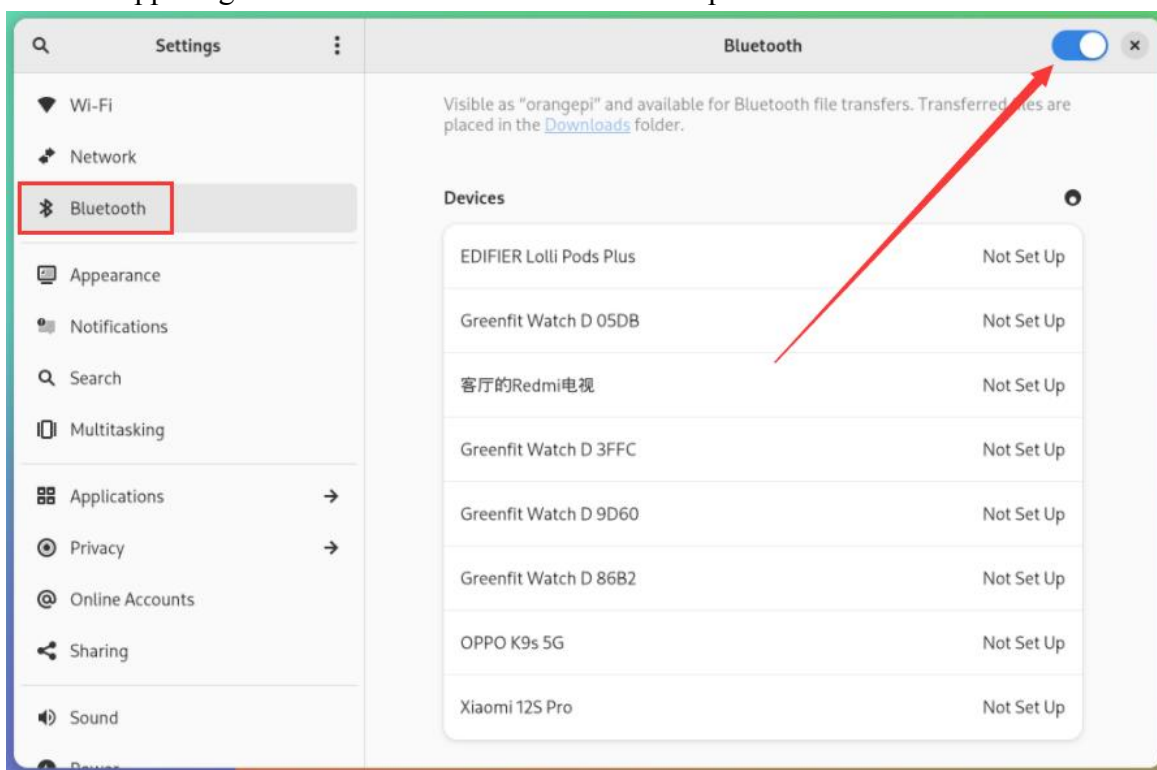 Settings
Bluetooth
Wi-Fi
Network
Bluetooth
Appearance
Notifications
Search
Multitasking
Applications
Privacy
Online Accounts
Sharing
Sound
Visible as "orangepi" and available for Bluetooth file transfers. Transferred files are
placed in the Downloads folder.
Devices
EDIFIER Lolli Pods Plus Not Set Up
Greenfit Watch D 05DB Not Set Up
客厅的Redmi电视 Not Set Up
Greenfit Watch D 3FFC Not Set Up
Greenfit Watch D 9D60 Not Set Up
Greenfit Watch D 86B2 Not Set Up
OPPO K9s 5G Not Set Up
Xiaomi 12S Pro Not Set Up